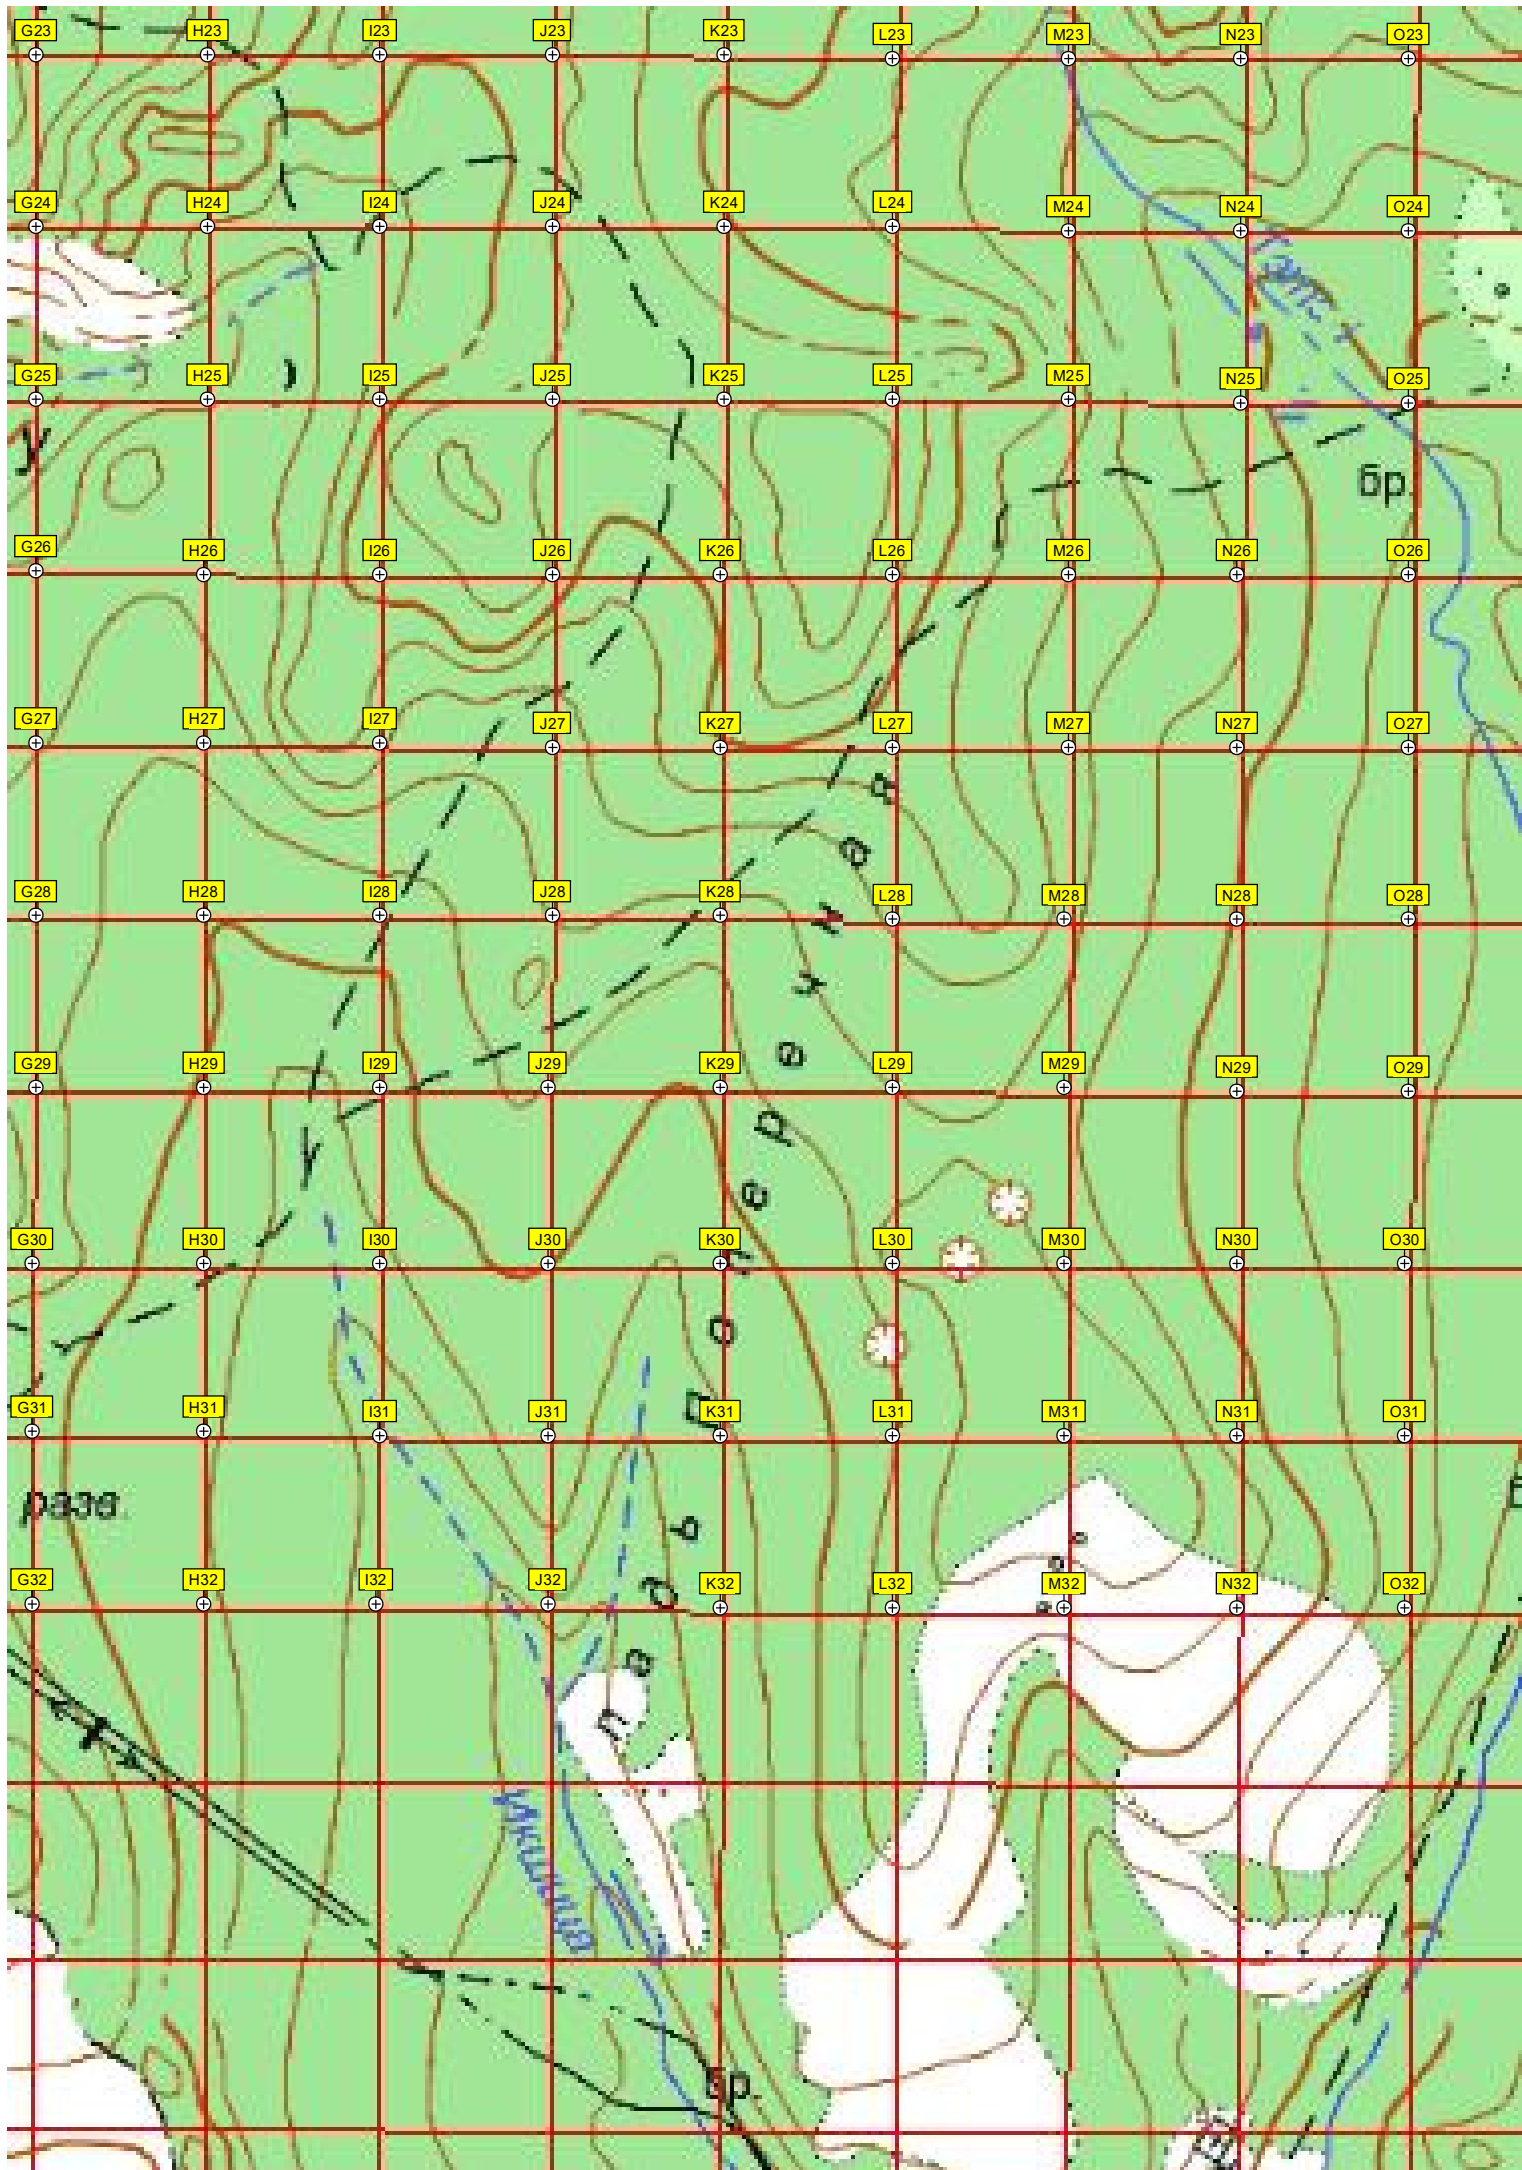 G23 H23 I23 J23 K23 L23 M23 N23 O23
G24 H24 I24 J24 K24 L24 M24 N24 O24
G25 H25 I25 J25 K25 L25 M25 N25 O25
у
бр.
G26 H26 I26 J26 K26 L26 M26 N26 O26
G27 H27 I27 J27 K27 L27 M27 N27 O27
G28 H28 I28 J28 K28 L28 M28 N28 O28
G29 H29 I29 J29 K29 L29 M29 N29 O29
G30 H30 I30 J30 K30 L30 M30 N30 O30
G31 H31 I31 J31 K31 L31 M31 N31 O31
разв.
G32 H32 I32 J32 K32 L32 M32 N32 O32
падь Поперечная
Икшица
бр.